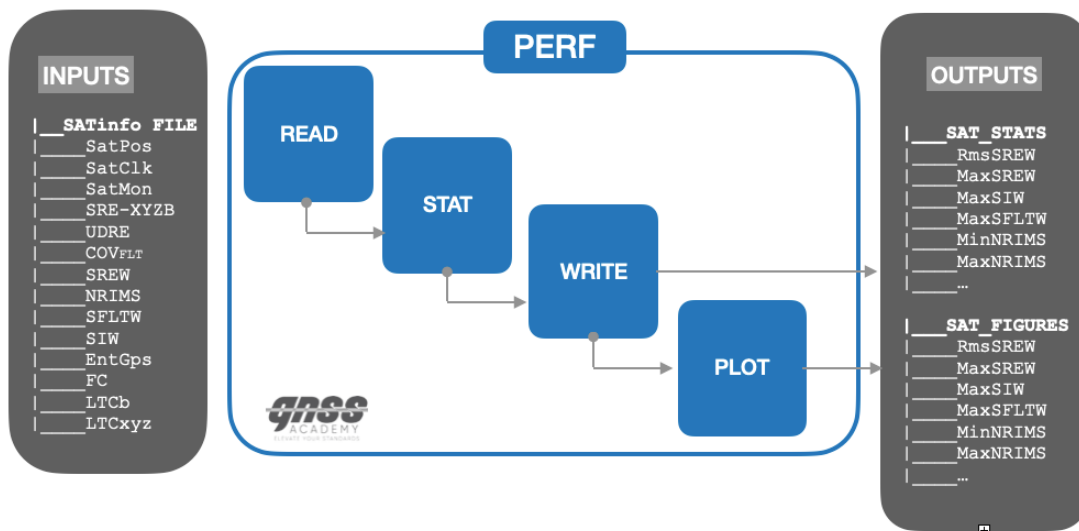 PERF
INPUTS
|__SATinfo FILE
|____SatPos
|____SatClk
|____SatMon
|____SRE-XYZB
|____UDRE
|____COVFLT
|____SREW
|____NRIMS
|____SFLTW
|____SIW
|____EntGps
|____FC
|____LTCb
|____LTCxyz
READ
STAT
WRITE
PLOT
gnss
ACADEMY
ELEVATE YOUR STANDARDS
OUTPUTS
|___SAT_STATS
|____RmsSREW
|____MaxSREW
|____MaxSIW
|____MaxSFLTW
|____MinNRIMS
|____MaxNRIMS
|____…
|___SAT_FIGURES
|____RmsSREW
|____MaxSREW
|____MaxSIW
|____MaxSFLTW
|____MinNRIMS
|____MaxNRIMS
|____…